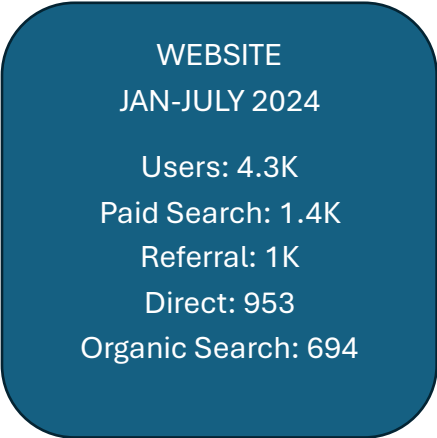 WEBSITE
JAN-JULY 2024
Users: 4.3K
Paid Search: 1.4K
Referral: 1K
Direct: 953
Organic Search: 694